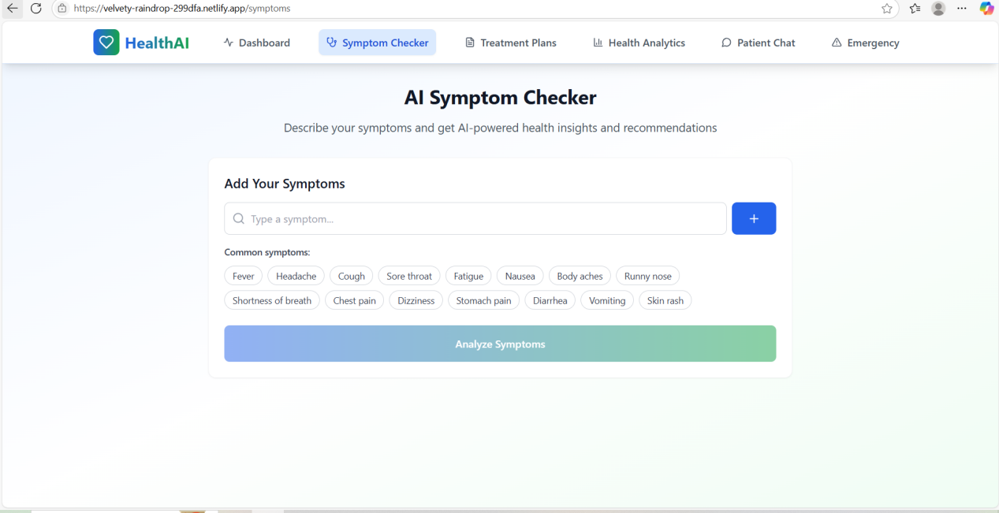 https://velvety-raindrop-299dfa.netlify.app/symptoms
HealthAI Dashboard Symptom Checker Treatment Plans Health Analytics Patient Chat Emergency
AI Symptom Checker
Describe your symptoms and get AI-powered health insights and recommendations
Add Your Symptoms
Type a symptom...
Common symptoms:
Fever Headache Cough Sore throat Fatigue Nausea Body aches Runny nose
Shortness of breath Chest pain Dizziness Stomach pain Diarrhea Vomiting Skin rash
Analyze Symptoms